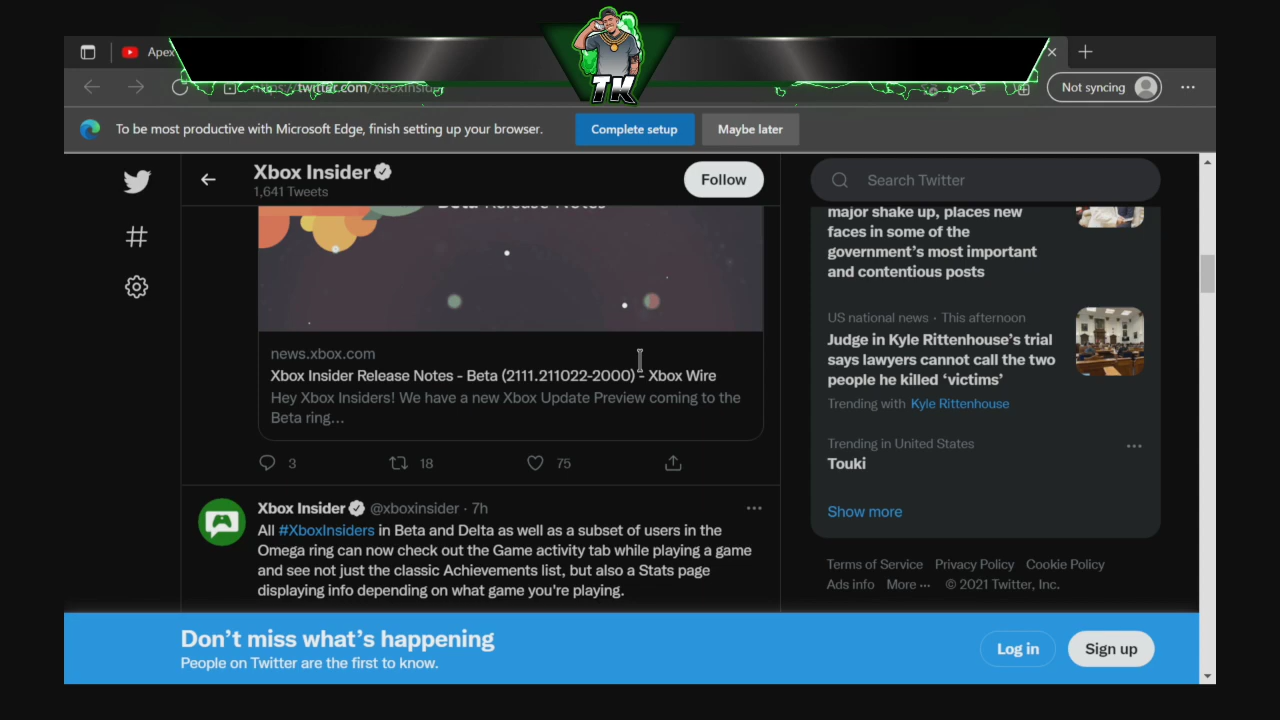 TK
Apex
https://twitter.com/XboxInsider
Not syncing
To be most productive with Microsoft Edge, finish setting up your browser.
Complete setup
Maybe later
Xbox Insider
1,641 Tweets
Follow
Search Twitter
Beta Release Notes
news.xbox.com
Xbox Insider Release Notes - Beta (2111.211022-2000) - Xbox Wire
Hey Xbox Insiders! We have a new Xbox Update Preview coming to the
Beta ring...
3
18
75
Xbox Insider @xboxinsider · 7h
All #XboxInsiders in Beta and Delta as well as a subset of users in the
Omega ring can now check out the Game activity tab while playing a game
and see not just the classic Achievements list, but also a Stats page
displaying info depending on what game you're playing.
major shake up, places new
faces in some of the
government's most important
and contentious posts
US national news · This afternoon
Judge in Kyle Rittenhouse's trial
says lawyers cannot call the two
people he killed 'victims'
Trending with Kyle Rittenhouse
Trending in United States
Touki
Show more
Terms of Service Privacy Policy Cookie Policy
Ads info More ··· © 2021 Twitter, Inc.
Don't miss what's happening
People on Twitter are the first to know.
Log in
Sign up